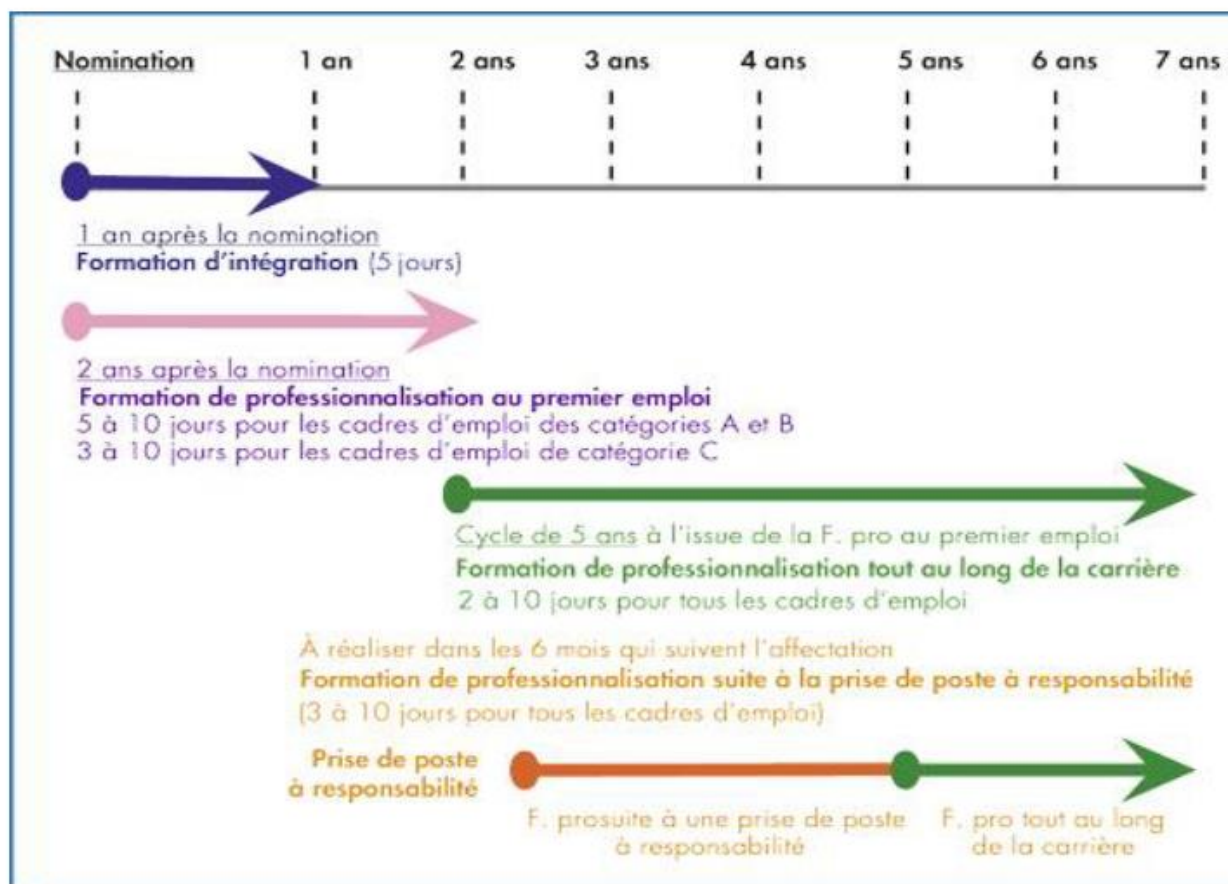 Nomination 1 an 2 ans 3 ans 4 ans 5 ans 6 ans 7 ans
1 an après la nomination
Formation d'intégration (5 jours)
2 ans après la nomination
Formation de professionnalisation au premier emploi
5 à 10 jours pour les cadres d'emploi des catégories A et B
3 à 10 jours pour les cadres d'emploi de catégorie C
Cycle de 5 ans à l'issue de la F. pro au premier emploi
Formation de professionnalisation tout au long de la carrière
2 à 10 jours pour tous les cadres d'emploi
À réaliser dans les 6 mois qui suivent l'affectation
Formation de professionnalisation suite à la prise de poste à responsabilité
(3 à 10 jours pour tous les cadres d'emploi)
Prise de poste
à responsabilité
F. prosuite à une prise de poste
à responsabilité
F. pro tout au long
de la carrière